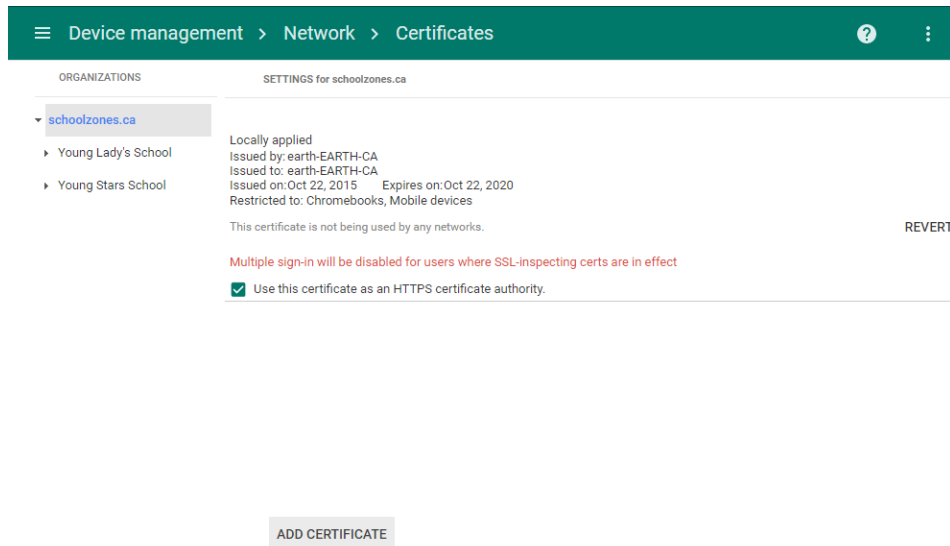 Device management > Network > Certificates
ORGANIZATIONS
SETTINGS for schoolzones.ca
schoolzones.ca
Young Lady's School
Young Stars School
Locally applied
Issued by: earth-EARTH-CA
Issued to: earth-EARTH-CA
Issued on:Oct 22, 2015 Expires on:Oct 22, 2020
Restricted to: Chromebooks, Mobile devices
This certificate is not being used by any networks.
REVERT
Multiple sign-in will be disabled for users where SSL-inspecting certs are in effect
Use this certificate as an HTTPS certificate authority.
ADD CERTIFICATE